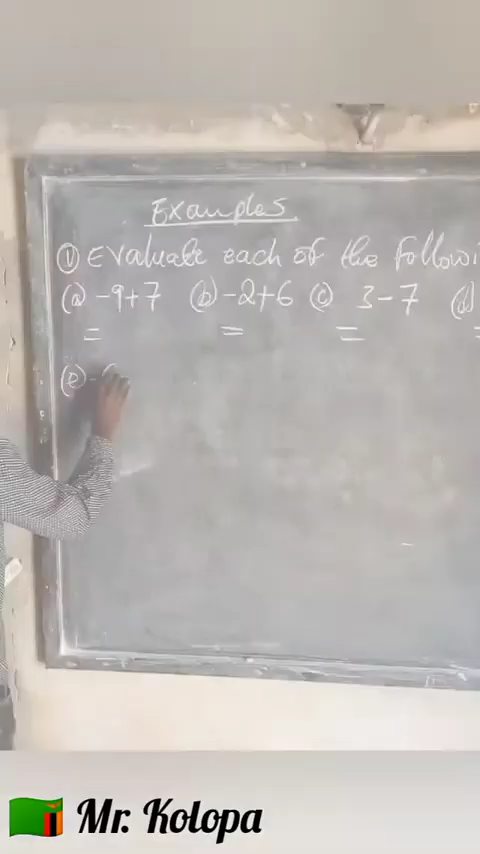 Examples.
① Evaluate each of the
(a) -9+7 (b) -2+6 (c) 3-7 (d)
= = = =
(e) -
Mr. Kolopa